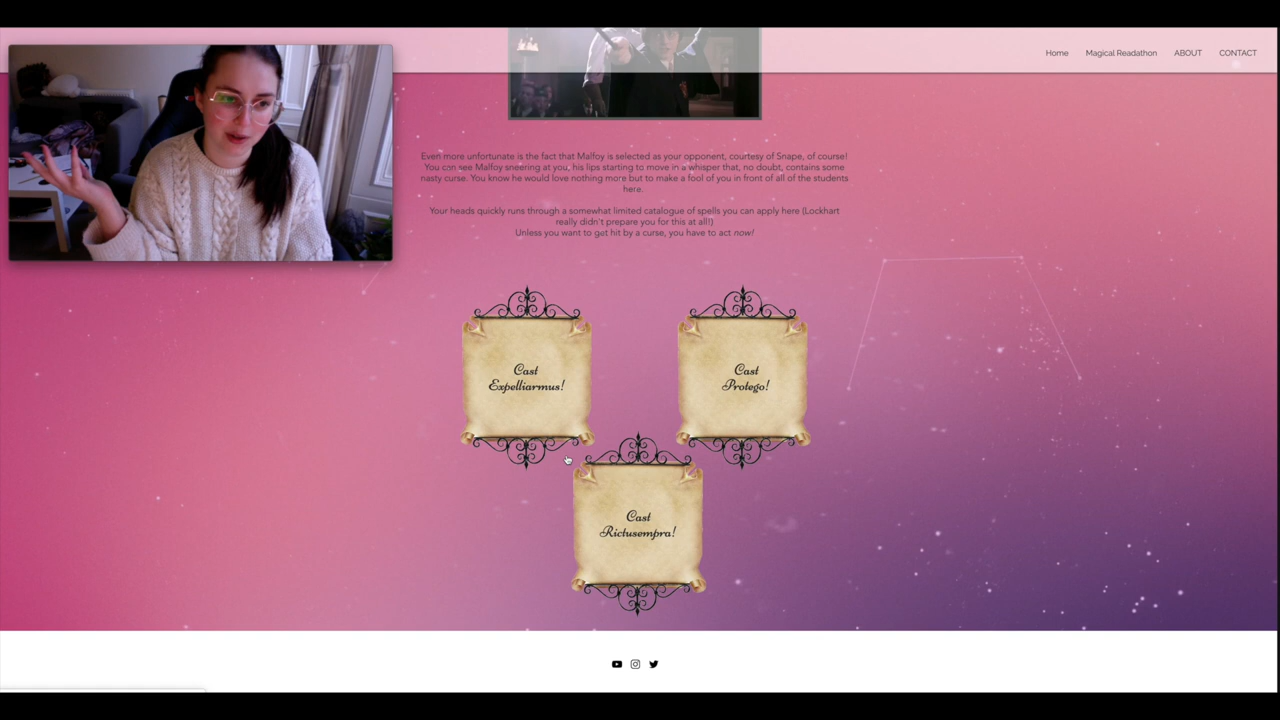 Home Magical Readathon ABOUT CONTACT
Even more unfortunate is the fact that Malfoy is selected as your opponent, courtesy of Snape, of course!
You can see Malfoy sneering at you, his lips starting to move in a whisper that, no doubt, contains some
nasty curse. You know he would love nothing more but to make a fool of you in front of all of the students
here.
Your heads quickly runs through a somewhat limited catalogue of spells you can apply here (Lockhart
really didn't prepare you for this at all!)
Unless you want to get hit by a curse, you have to act now!
Cast
Expelliarmus!
Cast
Protego!
Cast
Rictusempra!